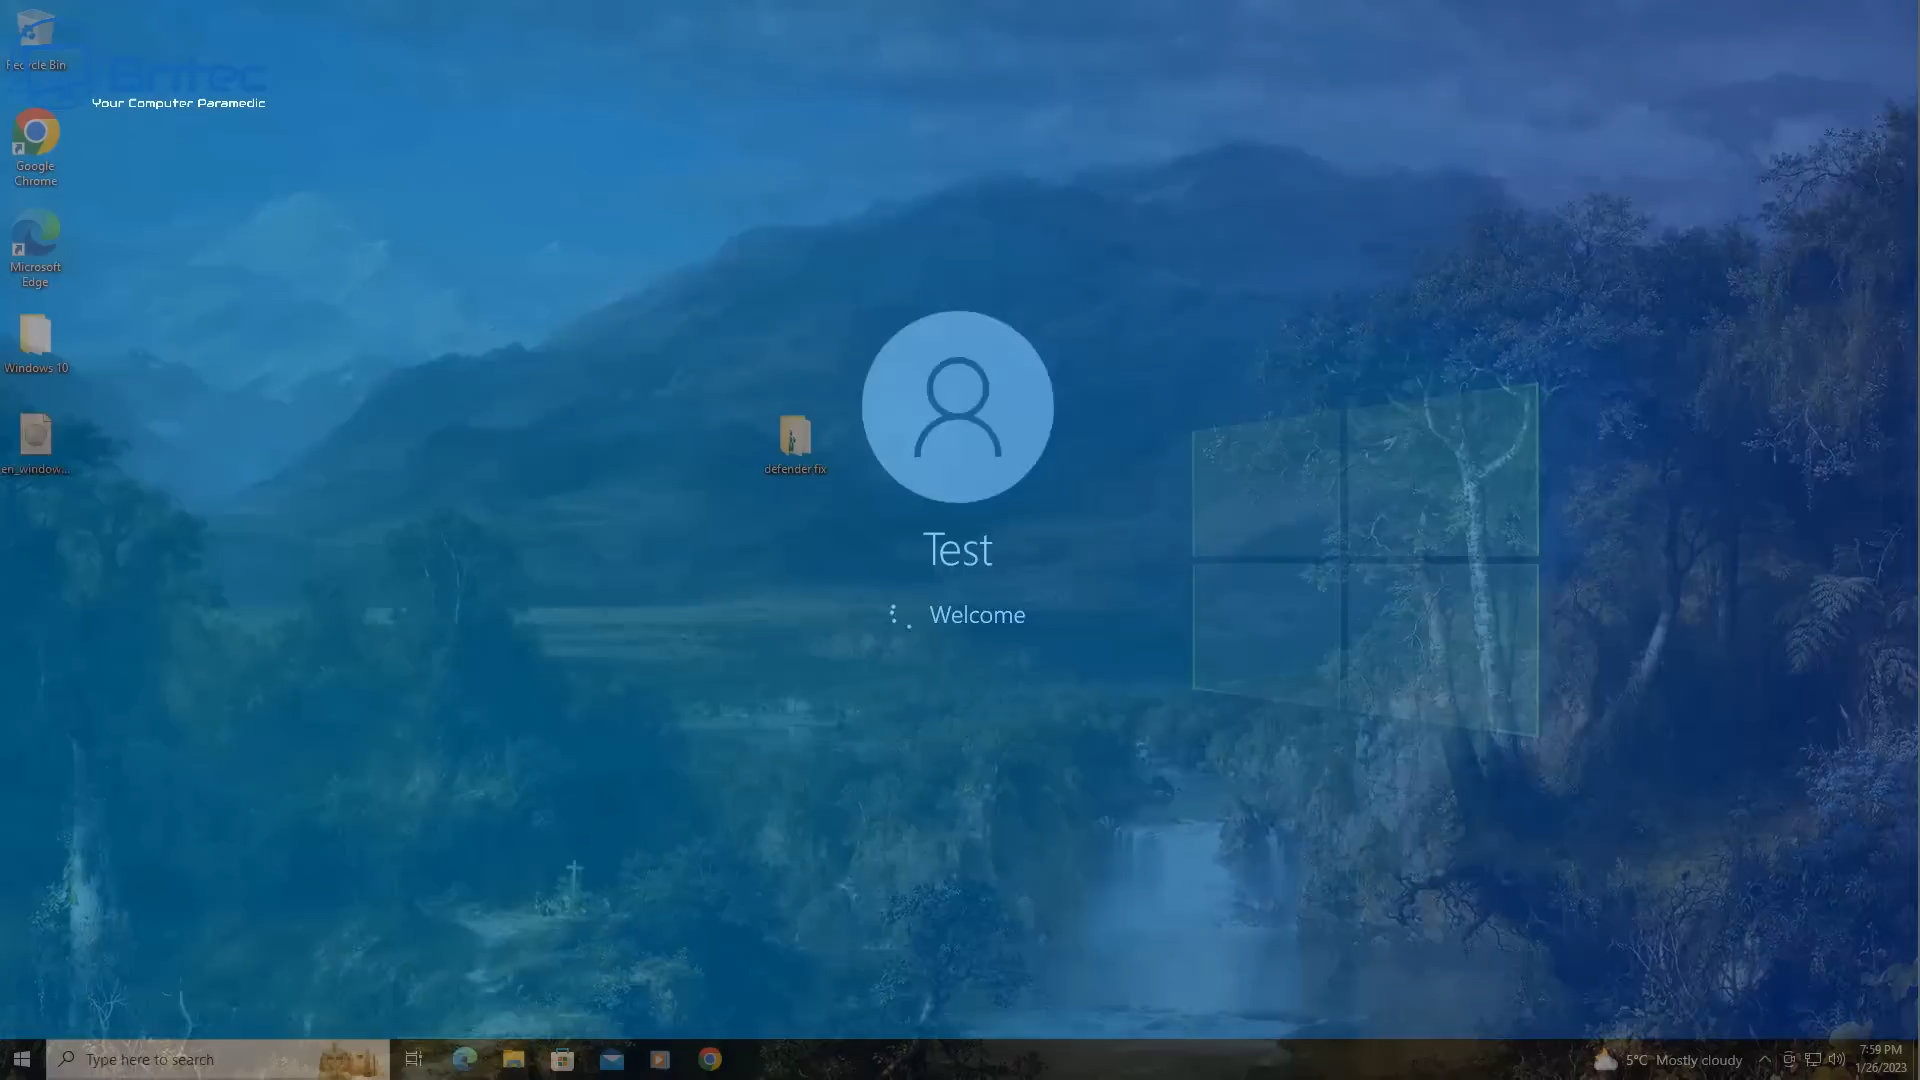 Recycle Bin
Britec
Your Computer Paramedic
Google
Chrome
Microsoft
Edge
Windows 10
en_window...
defender fix
Test
Welcome
Type here to search
5°C Mostly cloudy
7:59 PM
1/26/2023